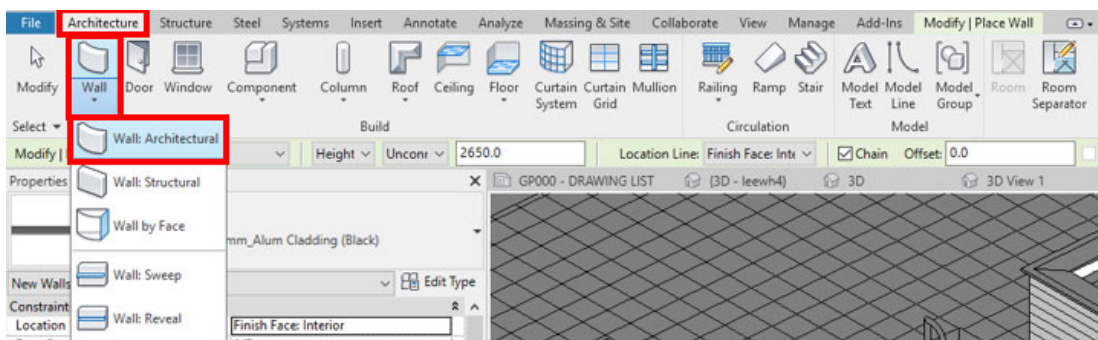 File Architecture Structure Steel Systems Insert Annotate Analyze Massing & Site Collaborate View Manage Add-Ins Modify | Place Wall
Modify Wall Door Window Component Column Roof Ceiling Floor Curtain System Curtain Grid Mullion Railing Ramp Stair Model Text Model Line Model Group Room Room Separator
Select Build Circulation Model
Wall: Architectural
Modify | Height Unconr 2650.0 Location Line: Finish Face: Inte Chain Offset: 0.0
Properties Wall: Structural GP000 - DRAWING LIST {3D - leewh4} 3D 3D View 1
Wall by Face
mm_Alum Cladding (Black)
Wall: Sweep
New Walls Edit Type
Constraint
Wall: Reveal
Location Finish Face: Interior